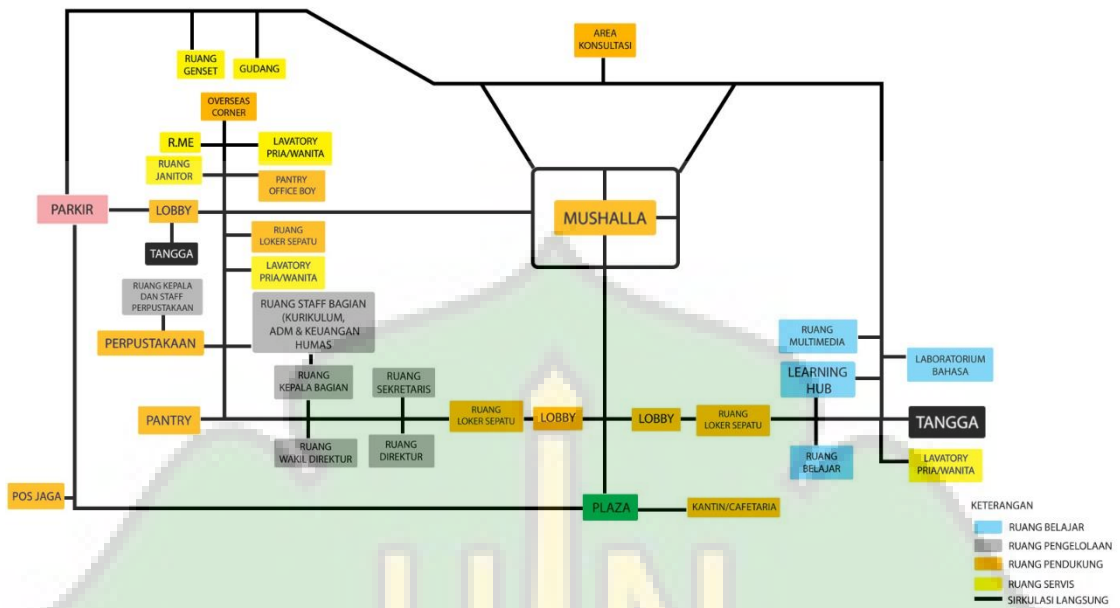 AREA
KONSULTASI
RUANG
GENSET
GUDANG
OVERSEAS
CORNER
R.ME
LAVATORY
PRIA/WANITA
RUANG
JANITOR
PANTRY
OFFICE BOY
PARKIR
LOBBY
MUSHALLA
TANGGA
RUANG
LOKER SEPATU
LAVATORY
PRIA/WANITA
RUANG KEPALA
DAN STAFF
PERPUSTAKAAN
RUANG STAFF BAGIAN
(KURIKULUM,
ADM & KEUANGAN
HUMAS
PERPUSTAKAAN
RUANG
MULTIMEDIA
LABORATORIUM
BAHASA
RUANG
KEPALA BAGIAN
RUANG
SEKRETARIS
LEARNING
HUB
PANTRY
RUANG
LOKER SEPATU
LOBBY
LOBBY
RUANG
LOKER SEPATU
TANGGA
RUANG
WAKIL DIREKTUR
RUANG
DIREKTUR
RUANG
BELAJAR
LAVATORY
PRIA/WANITA
POS JAGA
PLAZA
KANTIN/CAFETARIA
KETERANGAN
RUANG BELAJAR
RUANG PENGELOLAAN
RUANG PENDUKUNG
RUANG SERVIS
SIRKULASI LANGSUNG
UIN